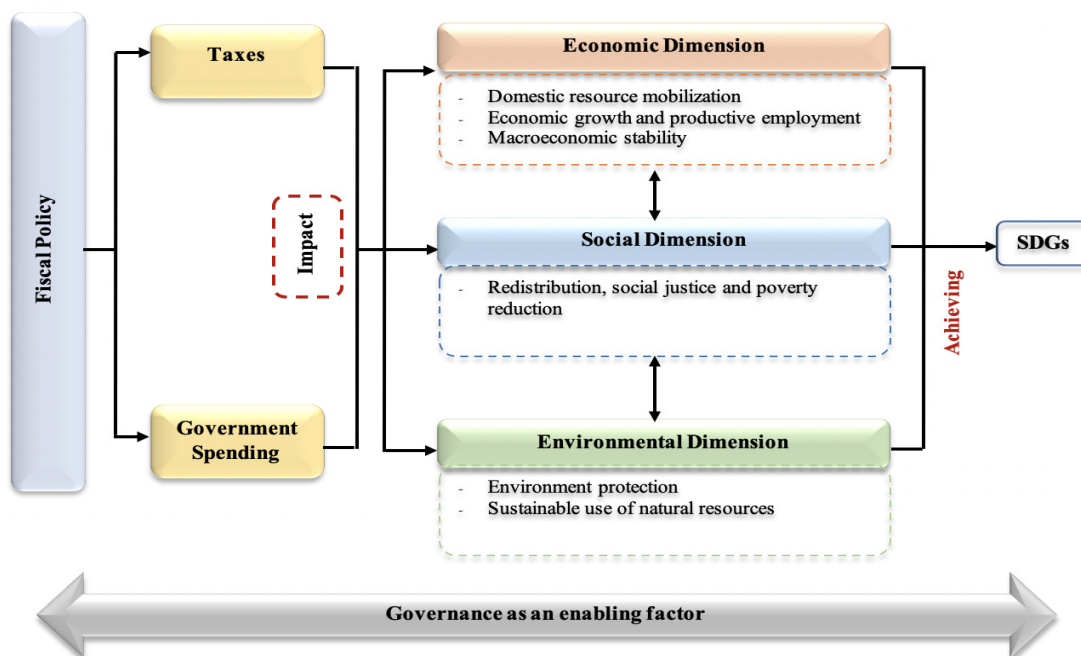 Fiscal Policy
Taxes
Government
Spending
Impact
Economic Dimension
- Domestic resource mobilization
- Economic growth and productive employment
- Macroeconomic stability
Social Dimension
- Redistribution, social justice and poverty
reduction
Environmental Dimension
- Environment protection
- Sustainable use of natural resources
Achieving
SDGs
Governance as an enabling factor